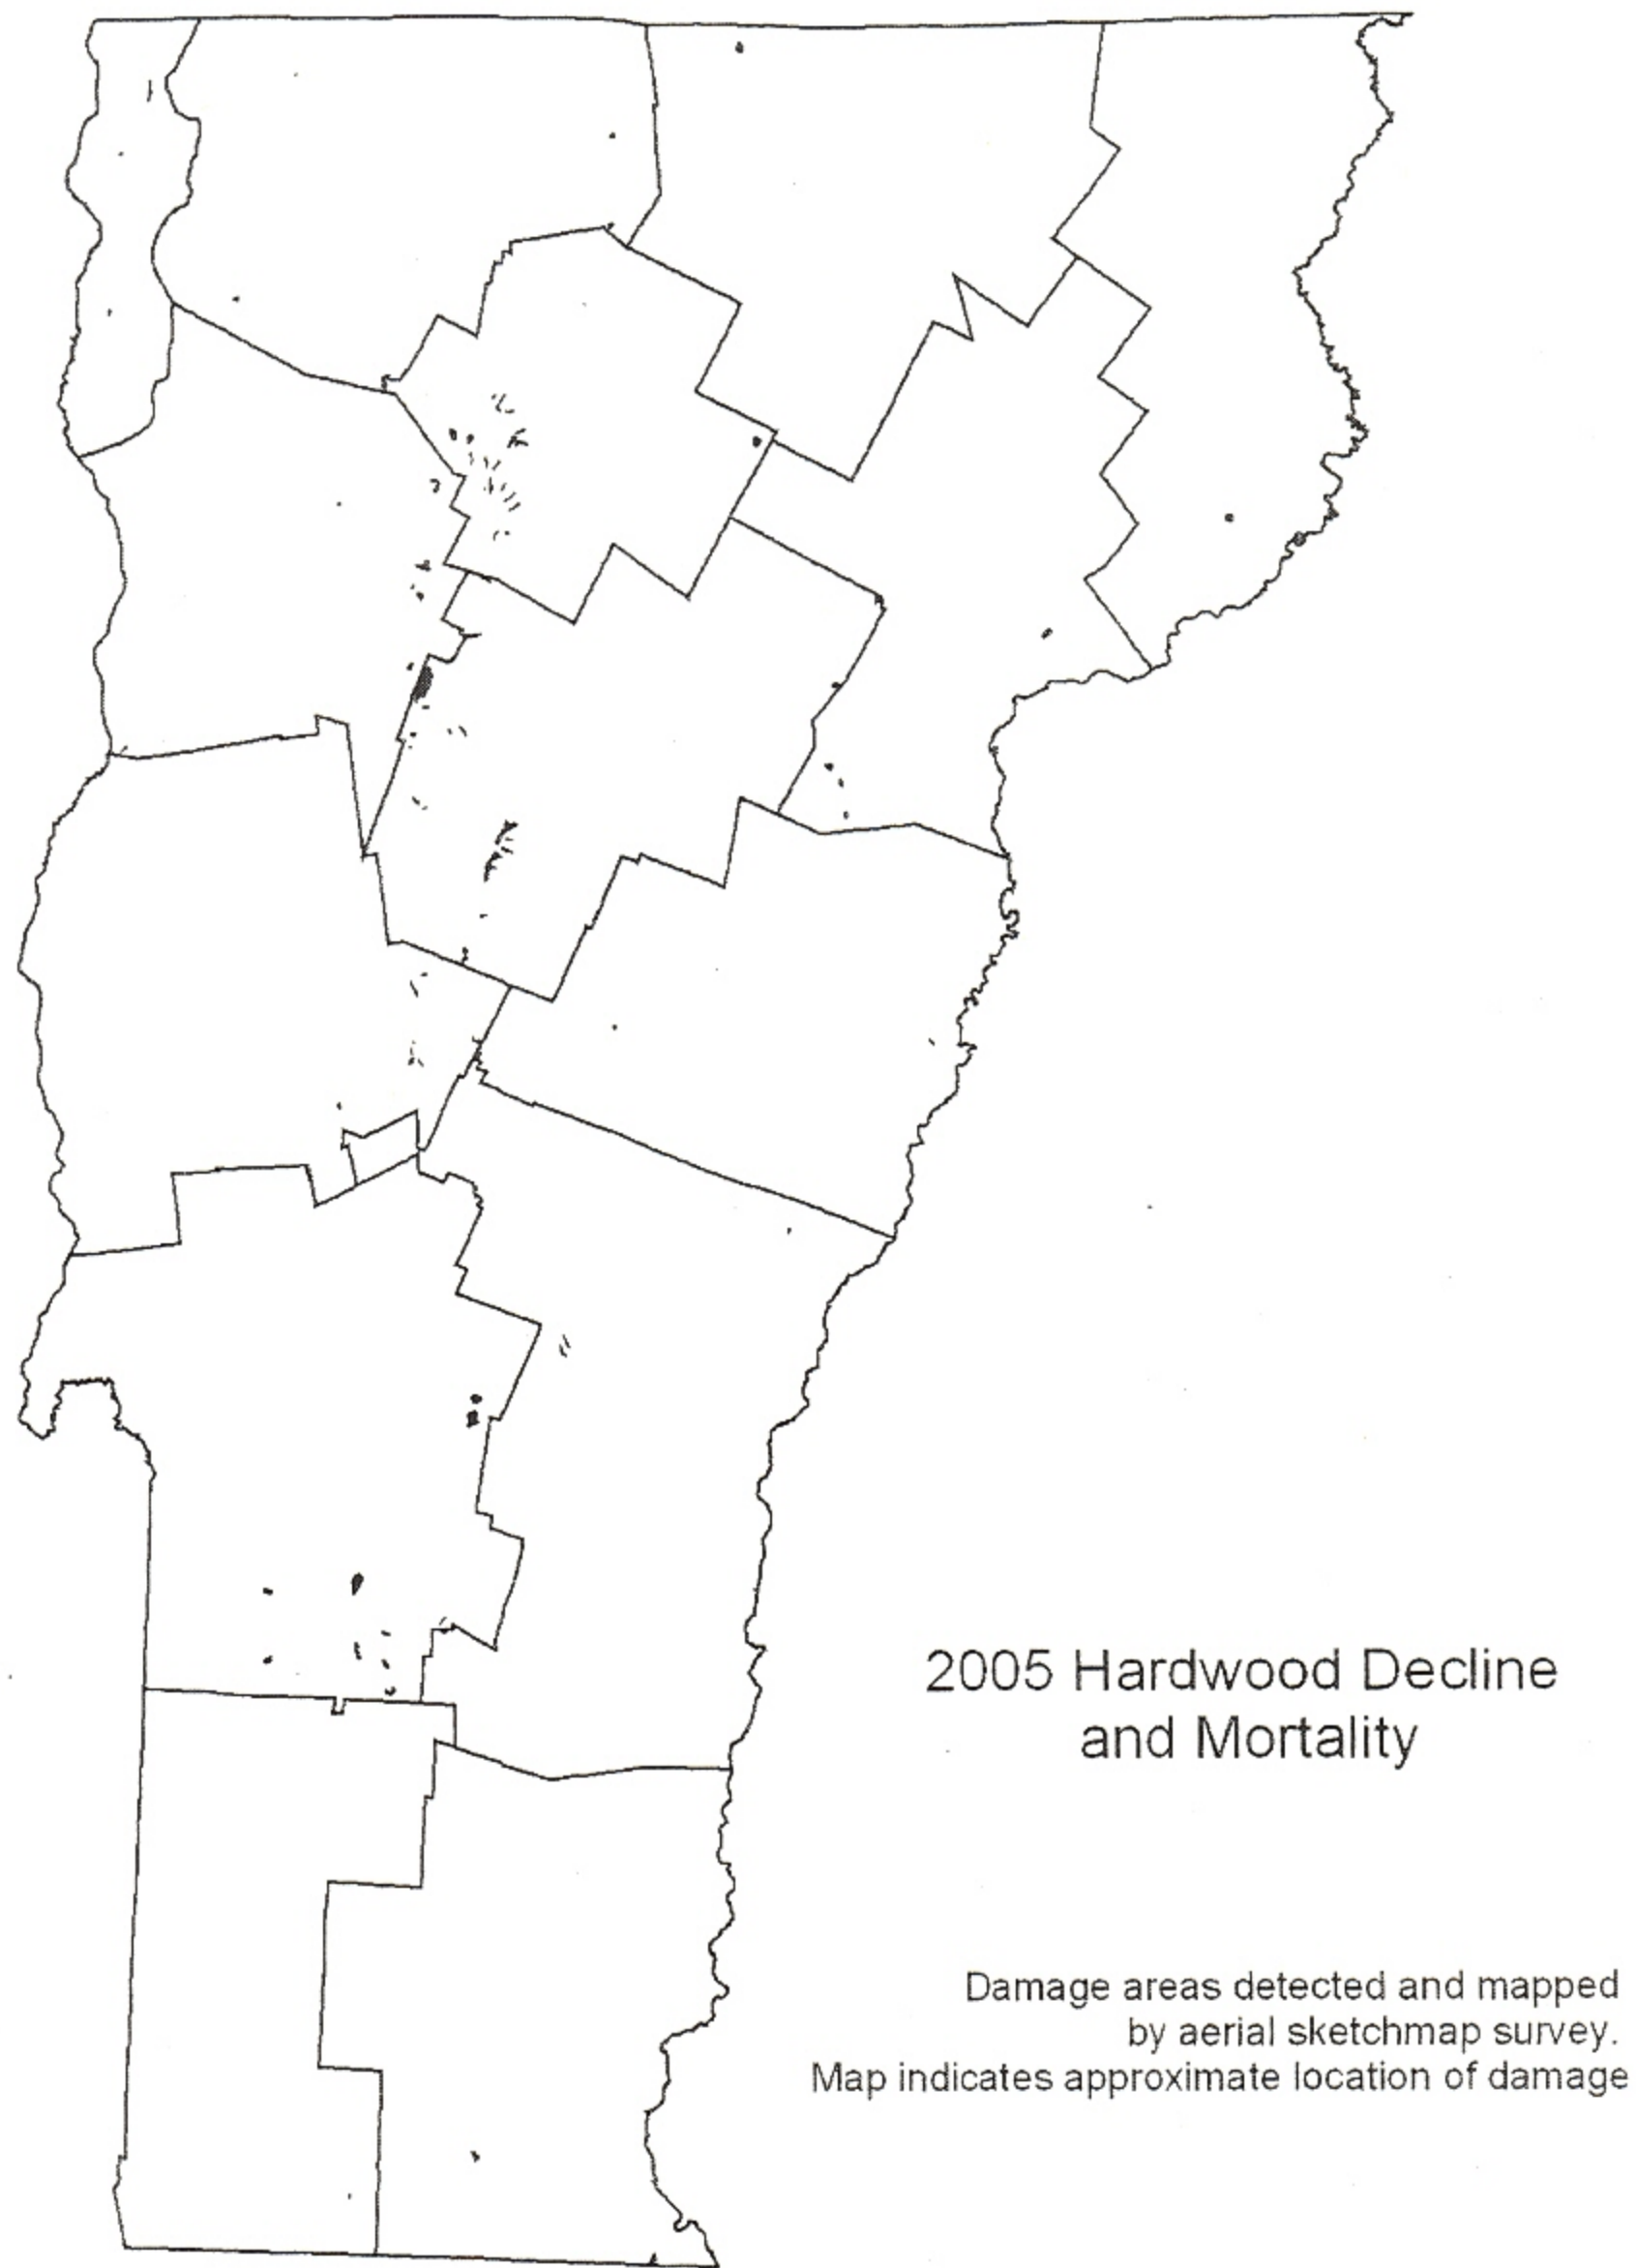 2005 Hardwood Decline
and Mortality
Damage areas detected and mapped
by aerial sketchmap survey.
Map indicates approximate location of damage